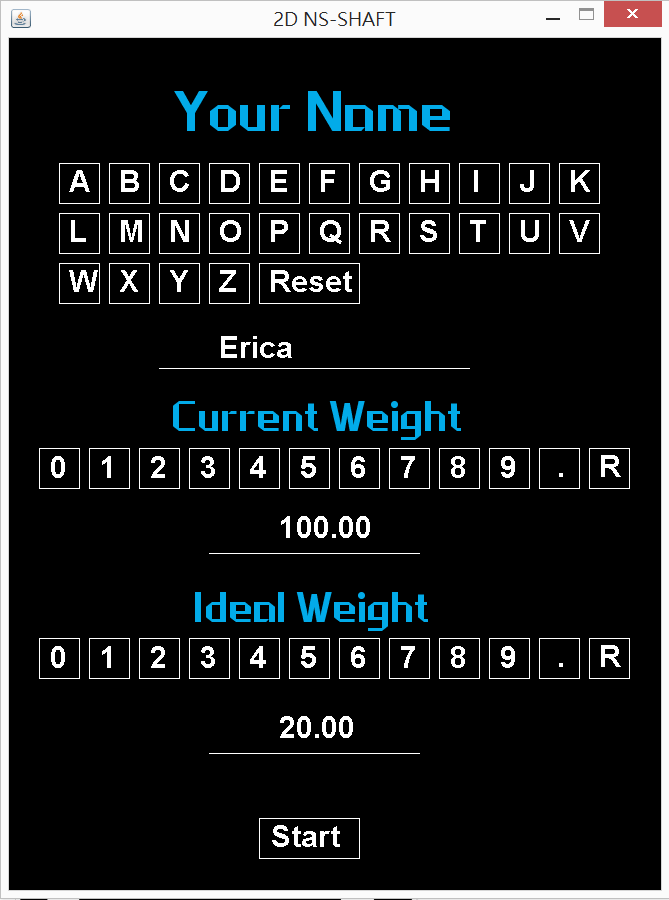 2D NS-SHAFT
Your Name
A B C D E F G H I J K
L M N O P Q R S T U V
W X Y Z Reset
Erica
Current Weight
0 1 2 3 4 5 6 7 8 9 . R
100.00
Ideal Weight
0 1 2 3 4 5 6 7 8 9 . R
20.00
Start